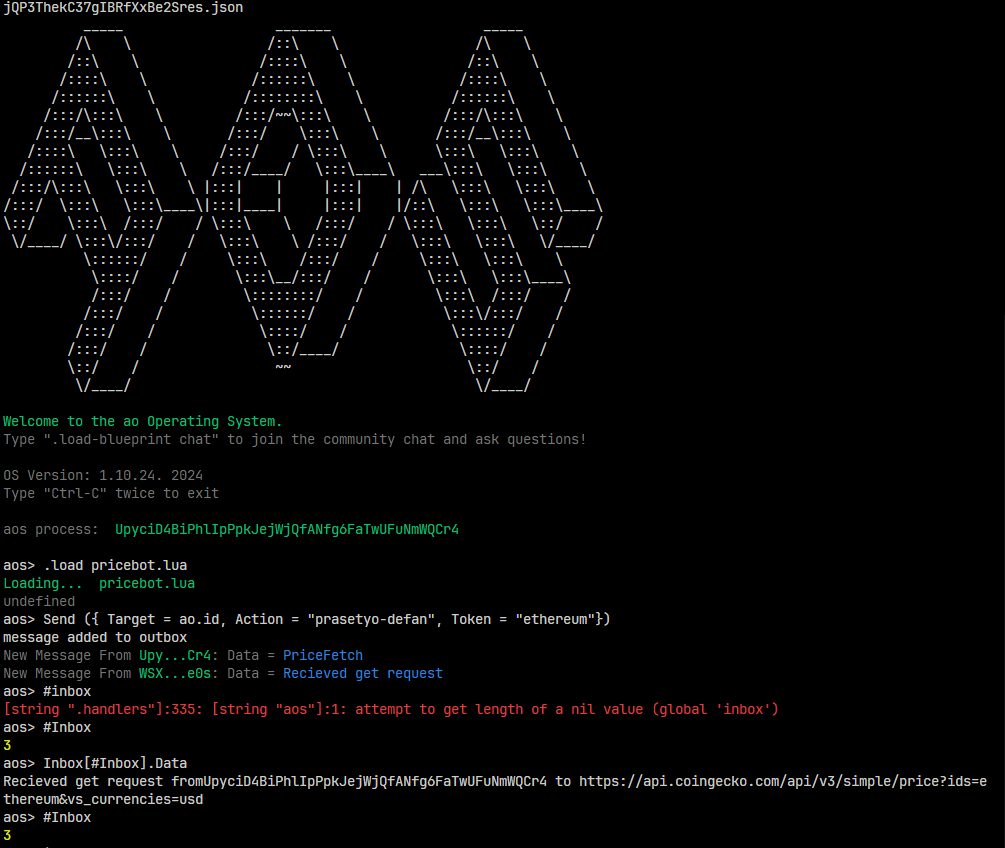 jQP3ThekC37gIBRfXxBe2Sres.json
Welcome to the ao Operating System.
Type ".load-blueprint chat" to join the community chat and ask questions!
OS Version: 1.10.24. 2024
Type "Ctrl-C" twice to exit
aos process:  UpyciD4BiPhlIpPpkJejWjQfANfg6FaTwUFuNmWQCr4
aos> .load pricebot.lua
Loading...  pricebot.lua
undefined
aos> Send ({ Target = ao.id, Action = "prasetyo-defan", Token = "ethereum"})
message added to outbox
New Message From Upy...Cr4: Data = PriceFetch
New Message From WSX...e0s: Data = Recieved get request
aos> #inbox
[string ".handlers"]:335: [string "aos"]:1: attempt to get length of a nil value (global 'inbox')
aos> #Inbox
3
aos> Inbox[#Inbox].Data
Recieved get request fromUpyciD4BiPhlIpPpkJejWjQfANfg6FaTwUFuNmWQCr4 to https://api.coingecko.com/api/v3/simple/price?ids=e
thereum&vs_currencies=usd
aos> #Inbox
3